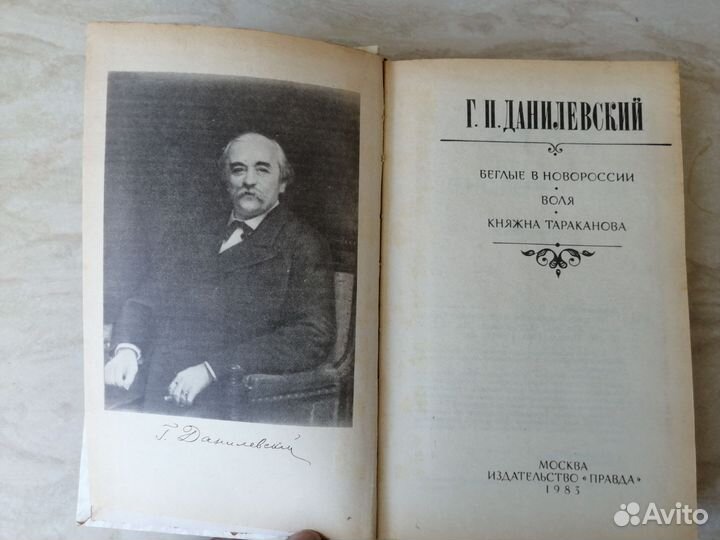 Г. Данилевский
Г. П. ДАНИЛЕВСКИЙ
БЕГЛЫЕ В НОВОРОССИИ
ВОЛЯ
КНЯЖНА ТАРАКАНОВА
МОСКВА
ИЗДАТЕЛЬСТВО «ПРАВДА»
1983
Avito